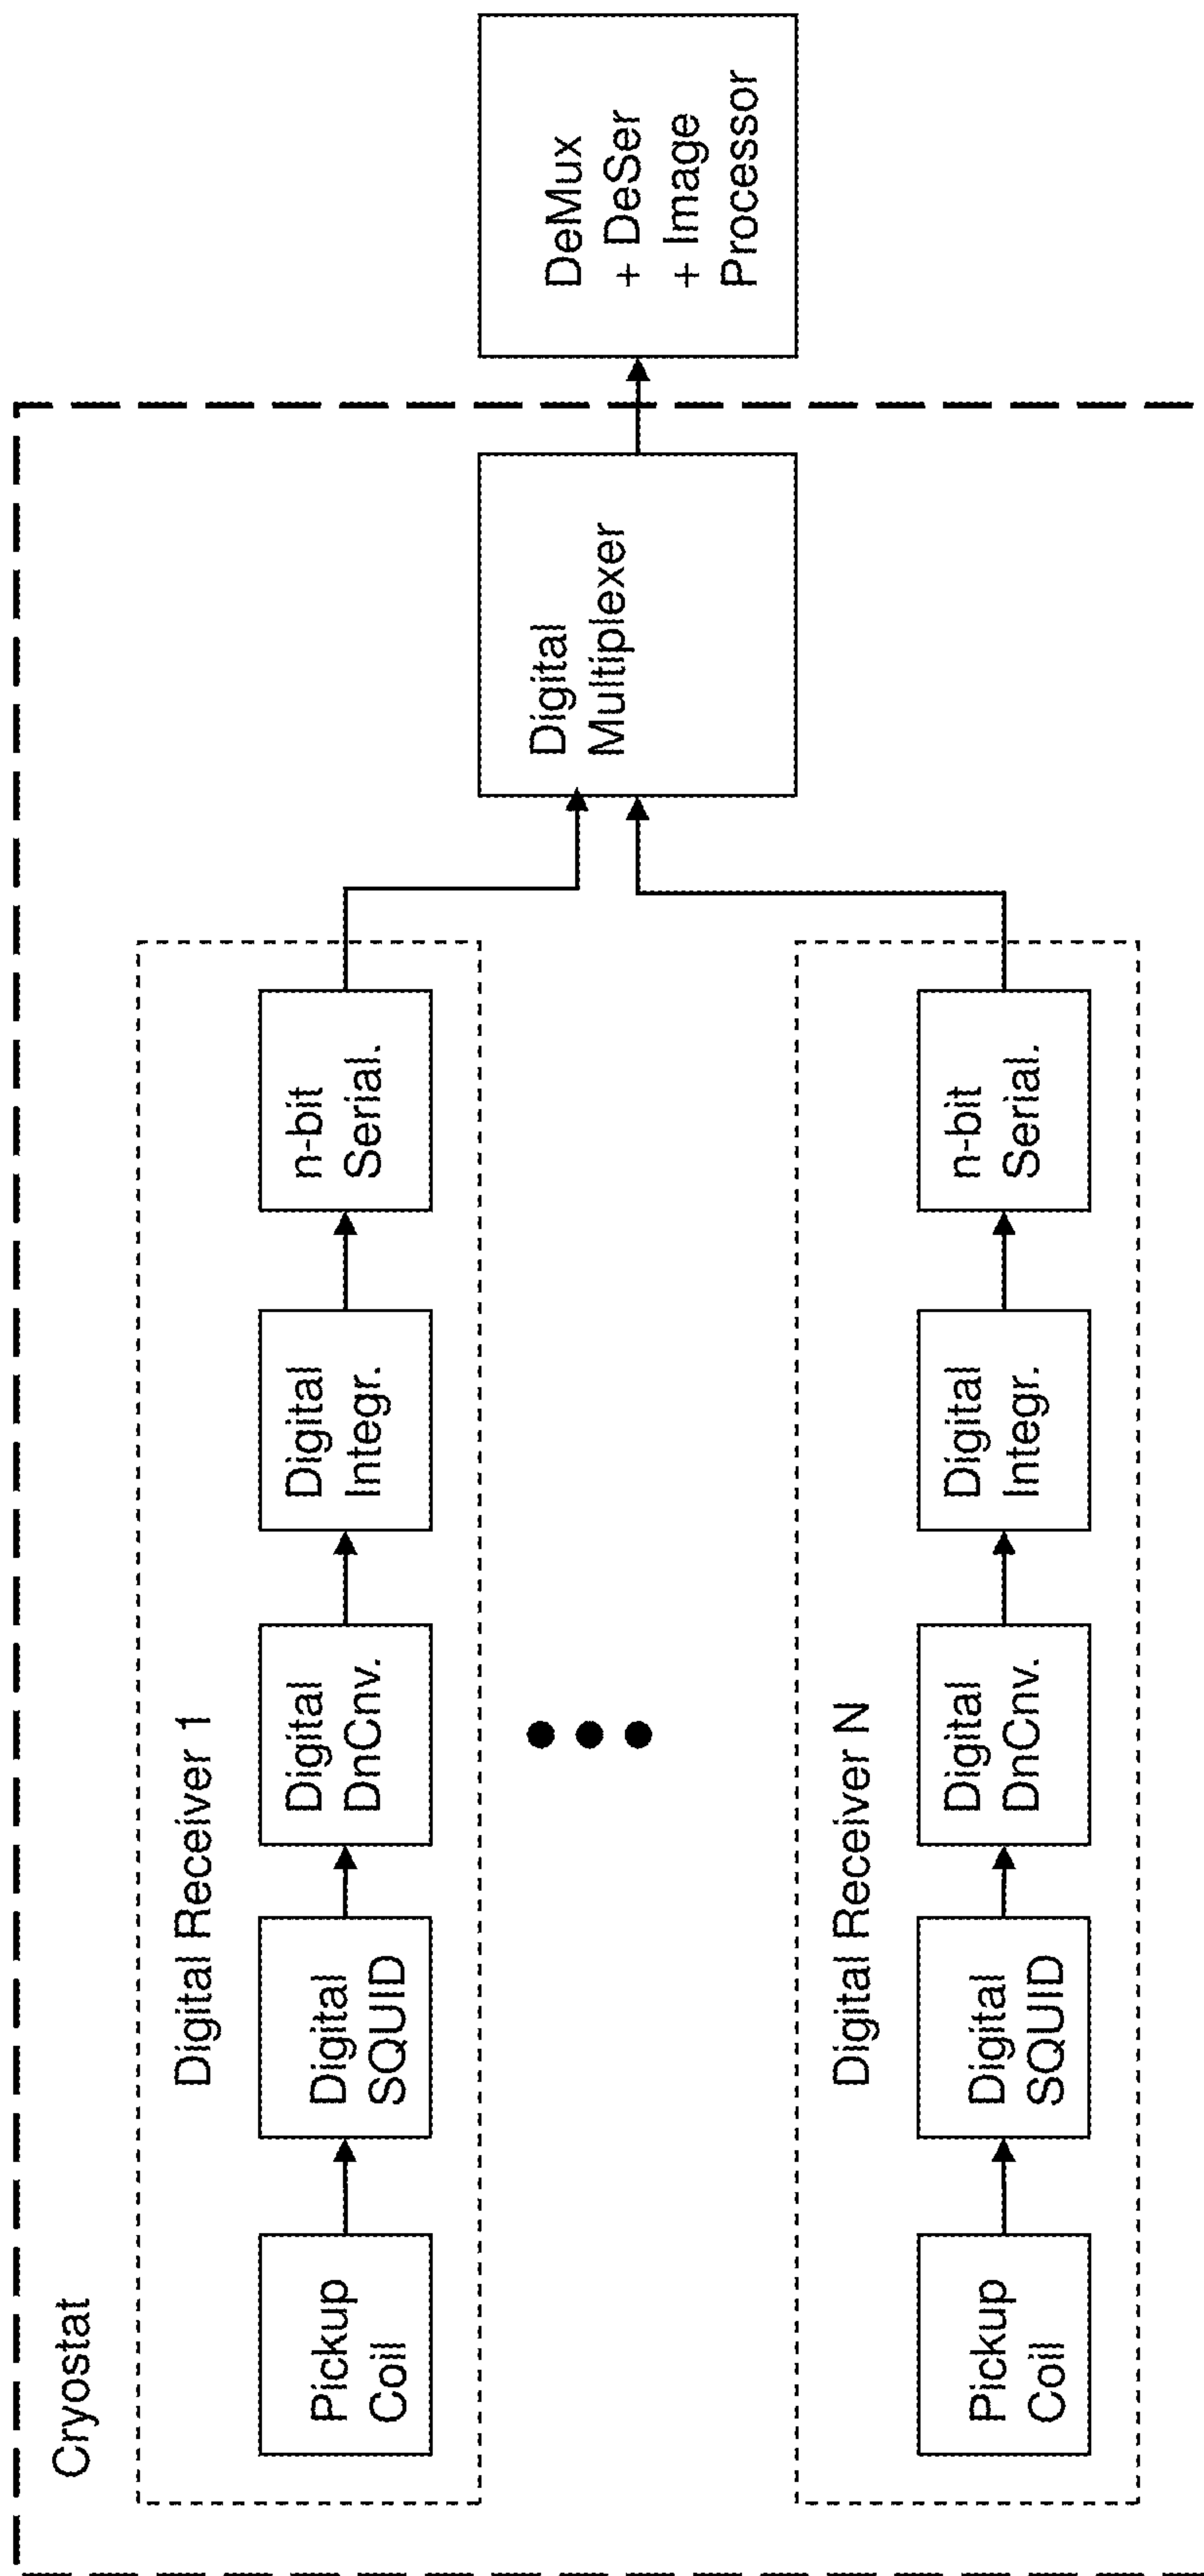 Cryostat
Digital Receiver 1
Pickup
Coil
Digital
SQUID
Digital
DnCnv.
Digital
Integr.
n-bit
Serial.
Digital
Multiplexer
DeMux
+ DeSer
+ Image
Processor
Digital Receiver N
Pickup
Coil
Digital
SQUID
Digital
DnCnv.
Digital
Integr.
n-bit
Serial.